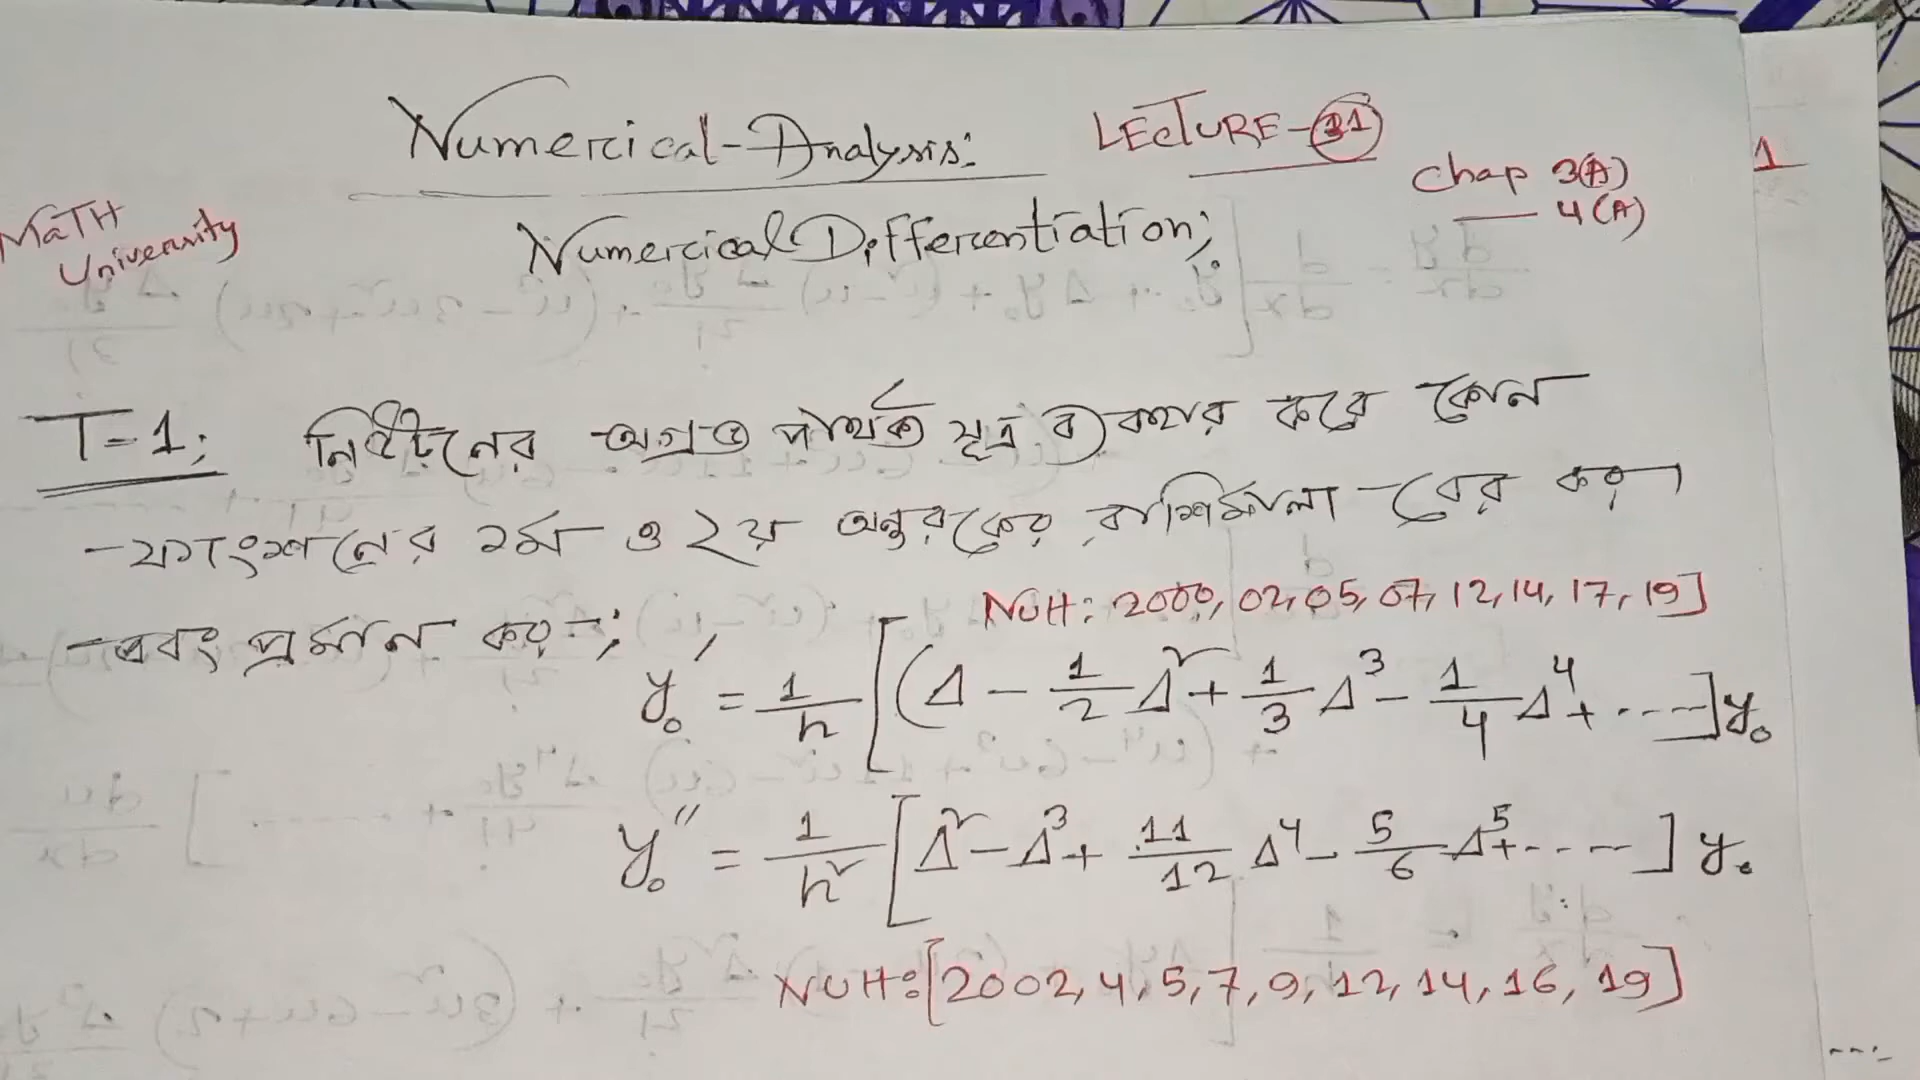 Numerical-Analysis:
LECTURE-31
Chap 3(A)
4(A)
1
MATH
University
Numerical Differentiation;
T-1; নিউটনের অগ্রগ পার্থক্য সূত্র ব্যবহার করে কোন
ফাংশনের ১ম ও ২য় অন্তরকের রাশিমালা বের কর।
NUH: 2000, 02, 05, 07, 12, 14, 17, 19]
এবং প্রমান কর;
y₀′ = 1/h [(Δ - 1/2 Δ² + 1/3 Δ³ - 1/4 Δ⁴ + ----]y₀
y₀″ = 1/h² [Δ² - Δ³ + 11/12 Δ⁴ - 5/6 Δ⁵ + ----] y₀
NUH:[2002, 4, 5, 7, 9, 12, 14, 16, 19]